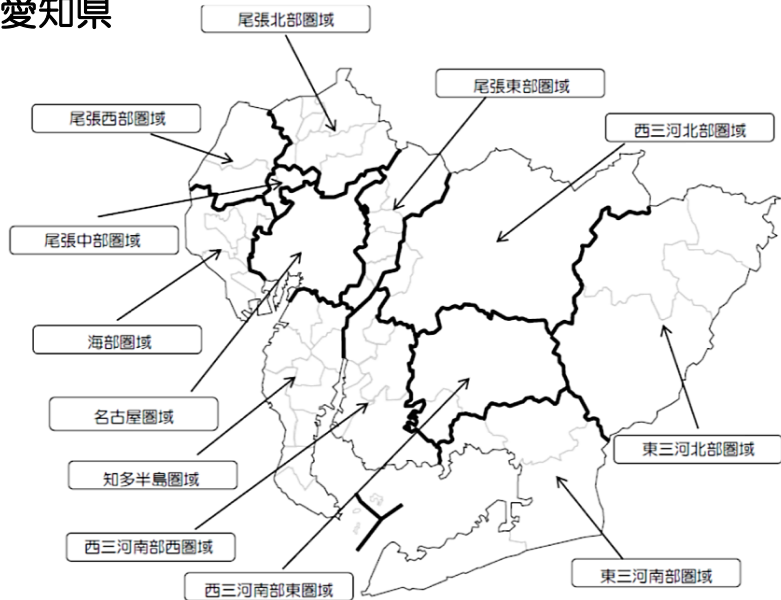 愛知県
尾張北部圏域
尾張東部圏域
尾張西部圏域
西三河北部圏域
尾張中部圏域
海部圏域
名古屋圏域
東三河北部圏域
知多半島圏域
西三河南部西圏域
東三河南部圏域
西三河南部東圏域